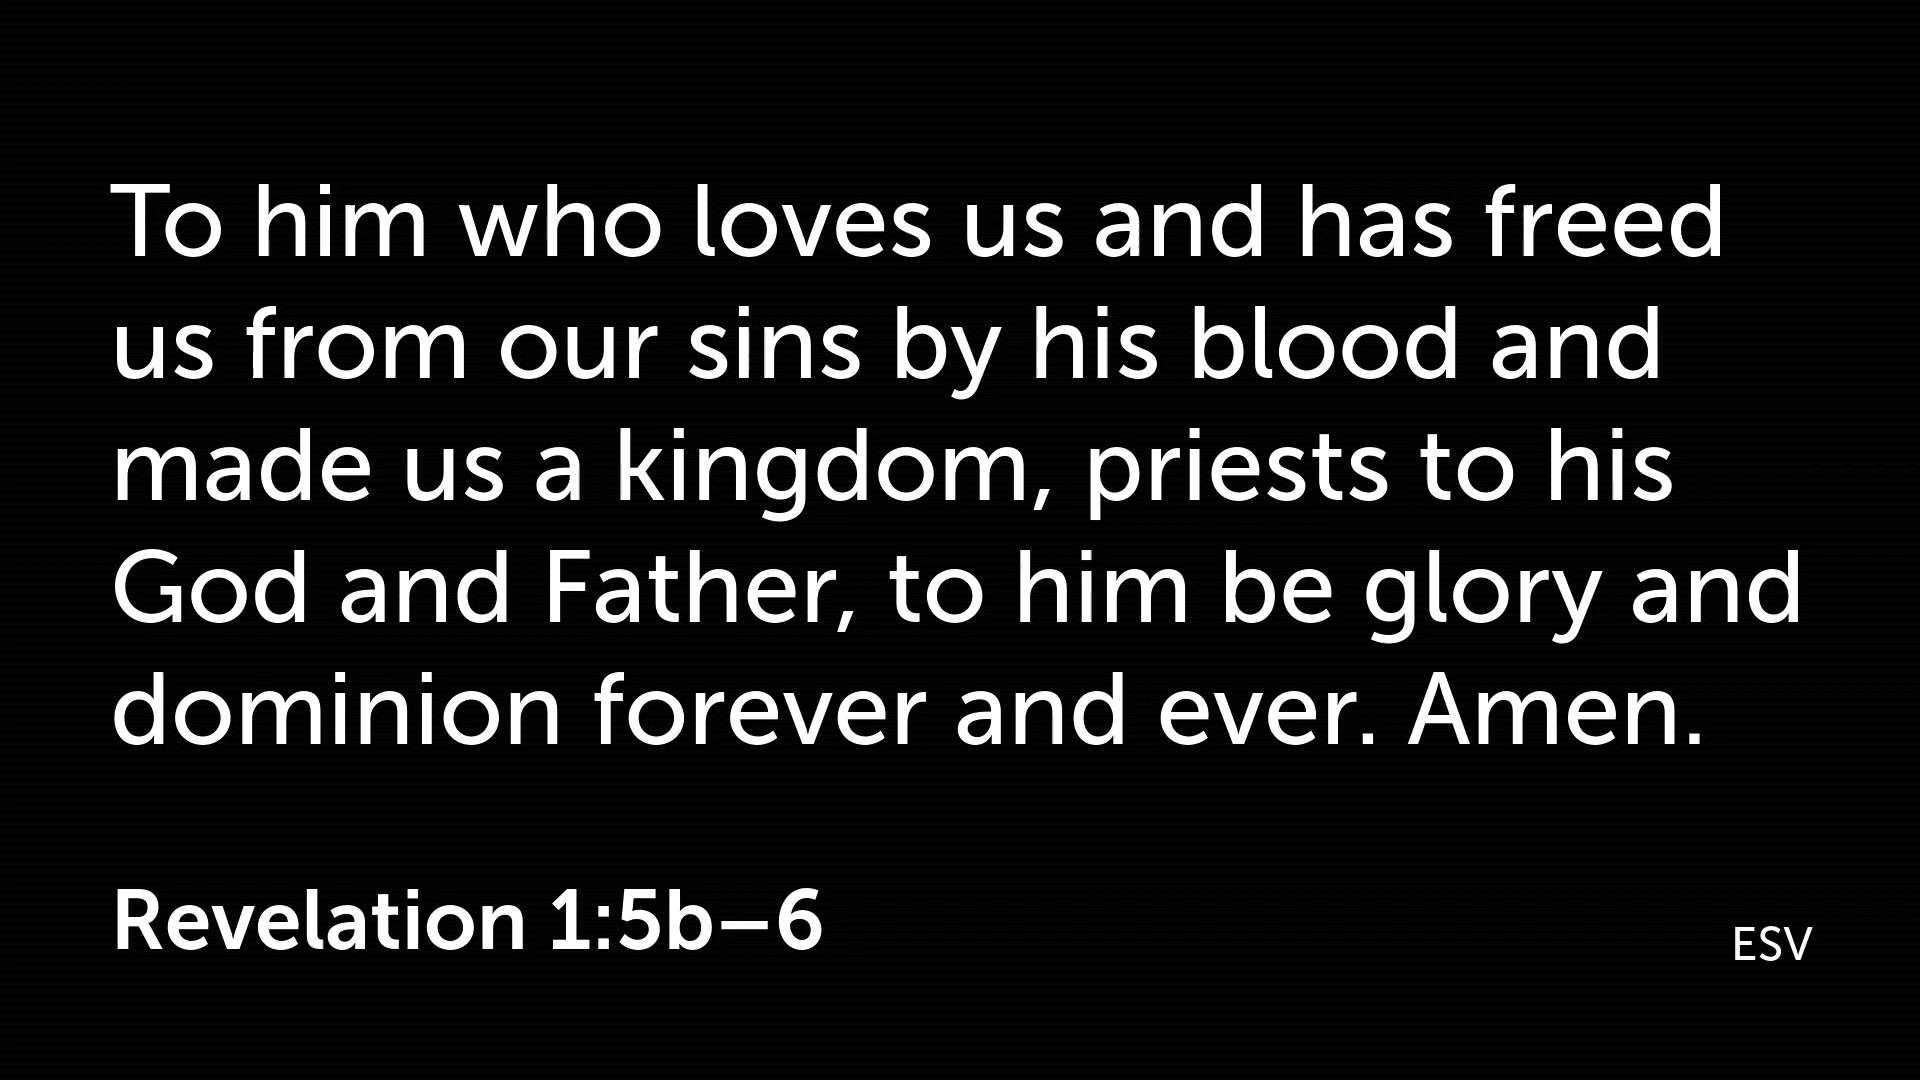 To him who loves us and has freed
us from our sins by his blood and
made us a kingdom, priests to his
God and Father, to him be glory and
dominion forever and ever. Amen.
Revelation 1:5b–6
ESV